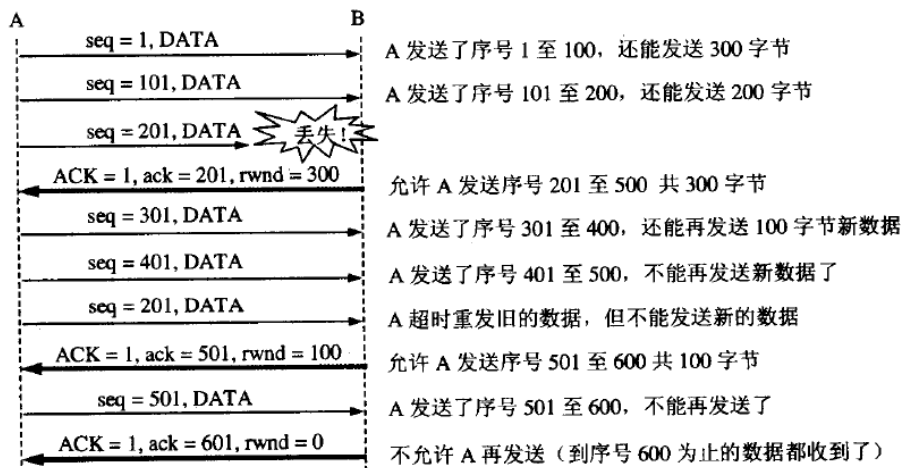 A B
seq = 1, DATA A 发送了序号 1 至 100，还能发送 300 字节
seq = 101, DATA A 发送了序号 101 至 200，还能发送 200 字节
seq = 201, DATA 丢失！
ACK = 1, ack = 201, rwnd = 300 允许 A 发送序号 201 至 500 共 300 字节
seq = 301, DATA A 发送了序号 301 至 400，还能再发送 100 字节新数据
seq = 401, DATA A 发送了序号 401 至 500，不能再发送新数据了
seq = 201, DATA A 超时重发旧的数据，但不能发送新的数据
ACK = 1, ack = 501, rwnd = 100 允许 A 发送序号 501 至 600 共 100 字节
seq = 501, DATA A 发送了序号 501 至 600，不能再发送了
ACK = 1, ack = 601, rwnd = 0 不允许 A 再发送（到序号 600 为止的数据都收到了）